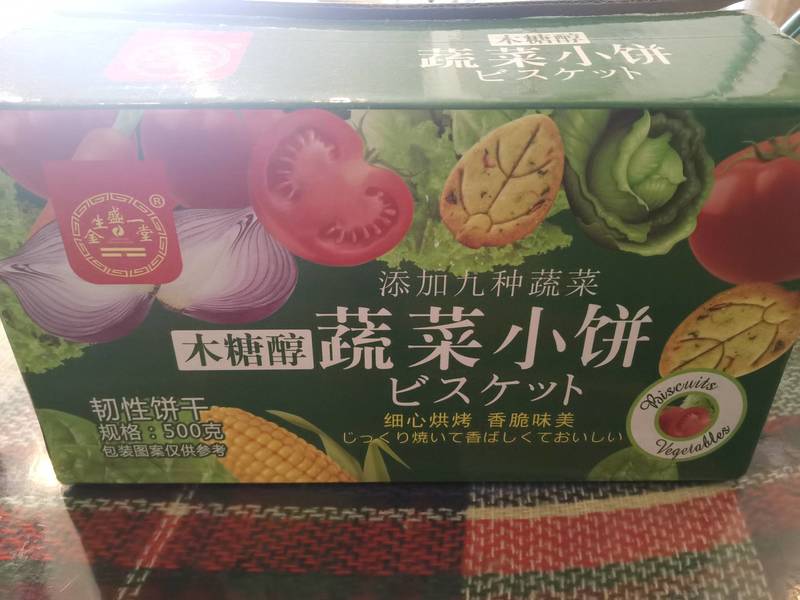 木糖醇
蔬菜小饼
ビスケット
金生盛一堂®
添加九种蔬菜
木糖醇 蔬菜小饼
ビスケット
细心烘烤 香脆味美
じっくり焼いて香ばしくておいしい
韧性饼干
规格：500克
包装图案仅供参考
Biscuits
Vegetables